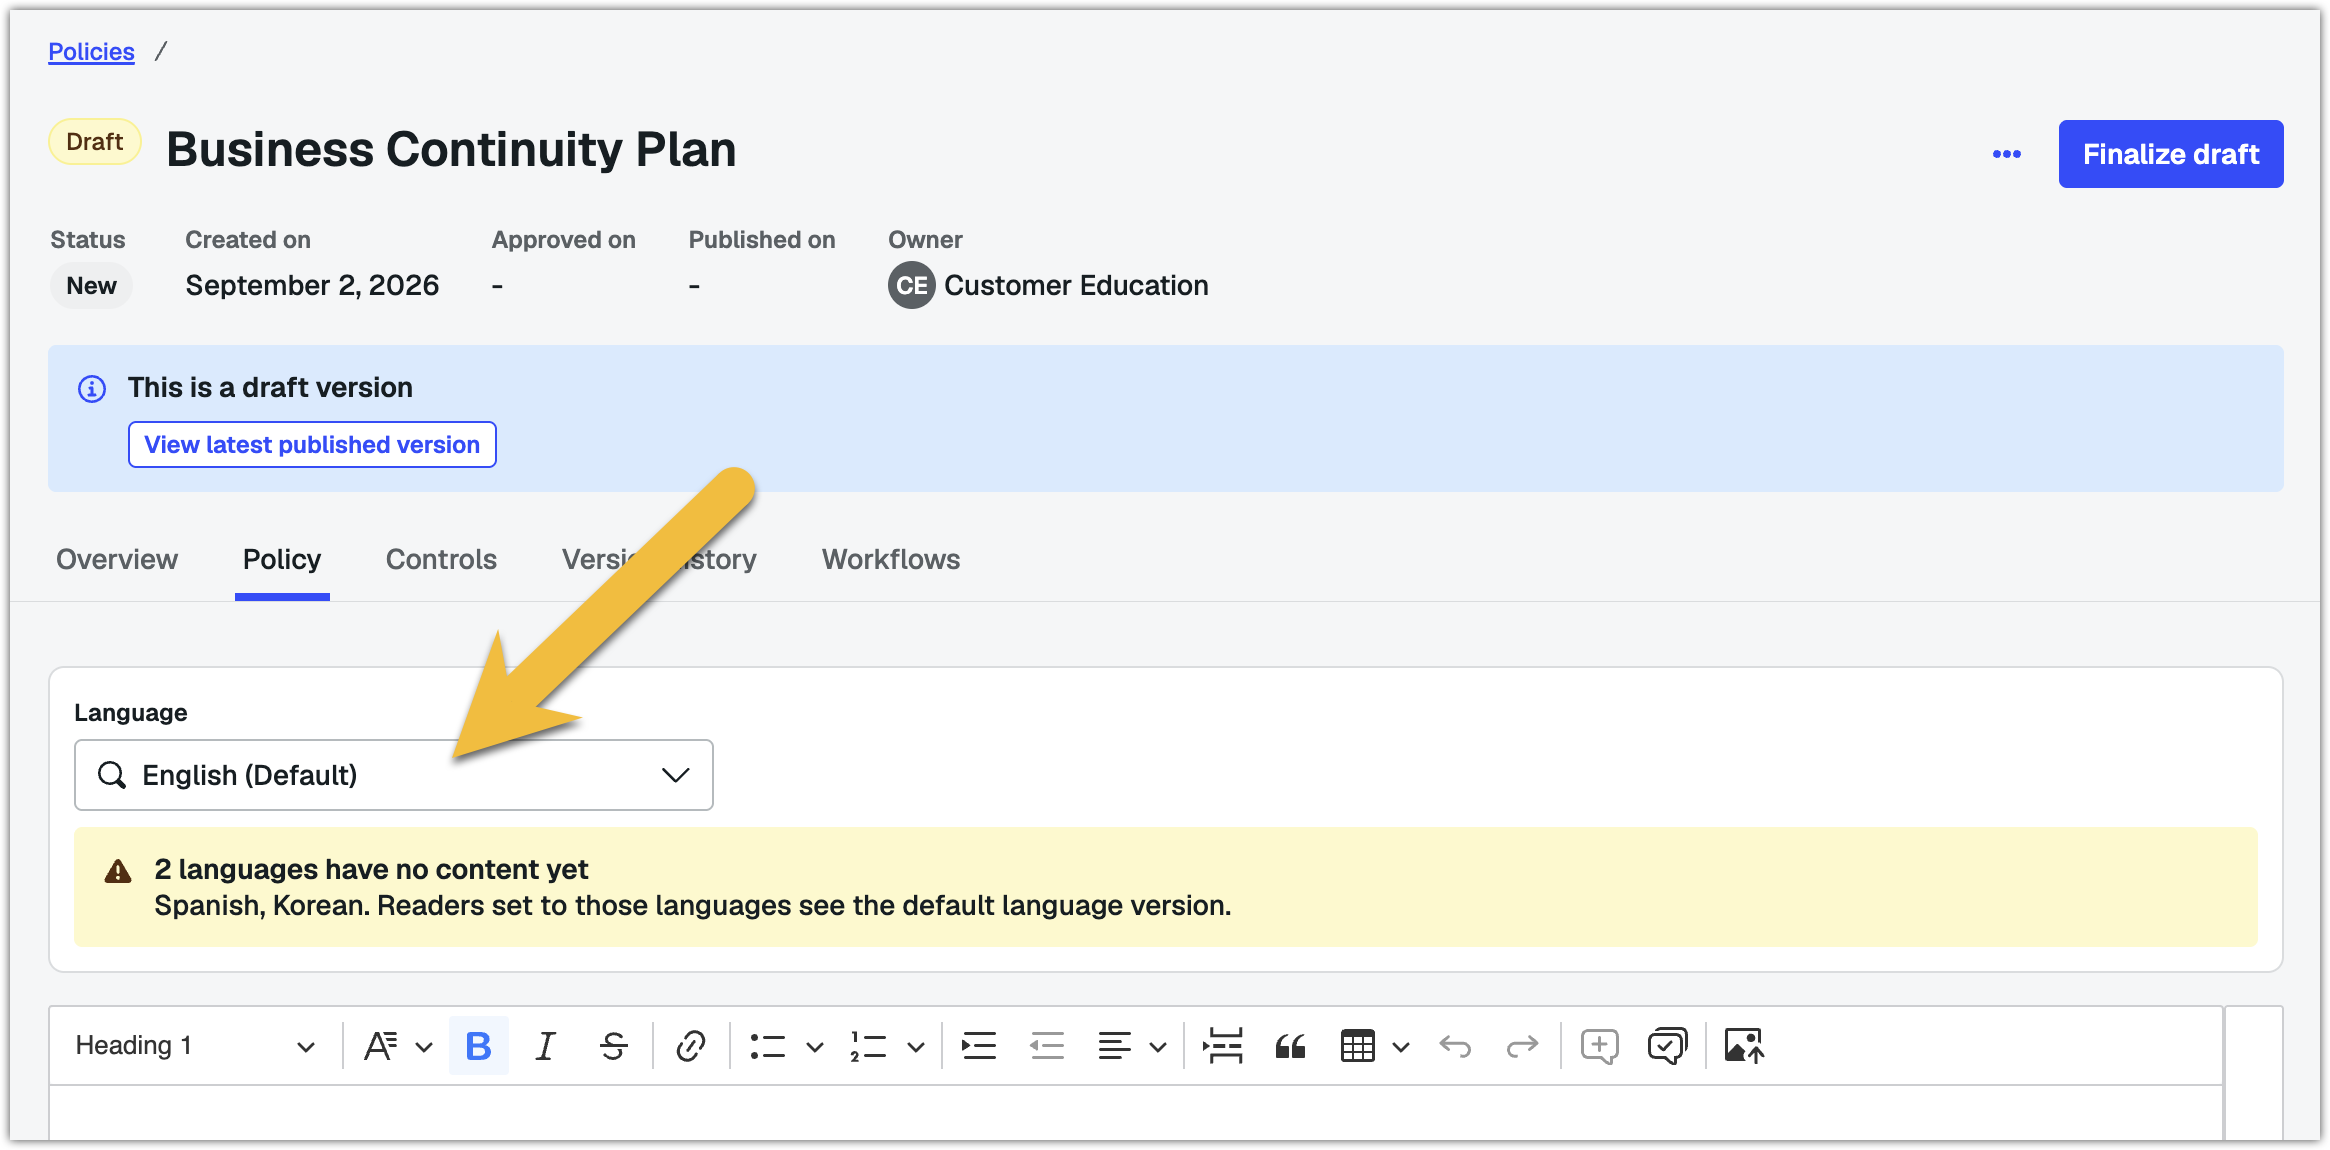 Policies /
Draft Business Continuity Plan
Finalize draft
Status Created on Approved on Published on Owner
New September 2, 2026 - - CE Customer Education
This is a draft version
View latest published version
Overview Policy Controls Workflows
Language
English (Default)
2 languages have no content yet
Spanish, Korean. Readers set to those languages see the default language version.
Heading 1 B I S